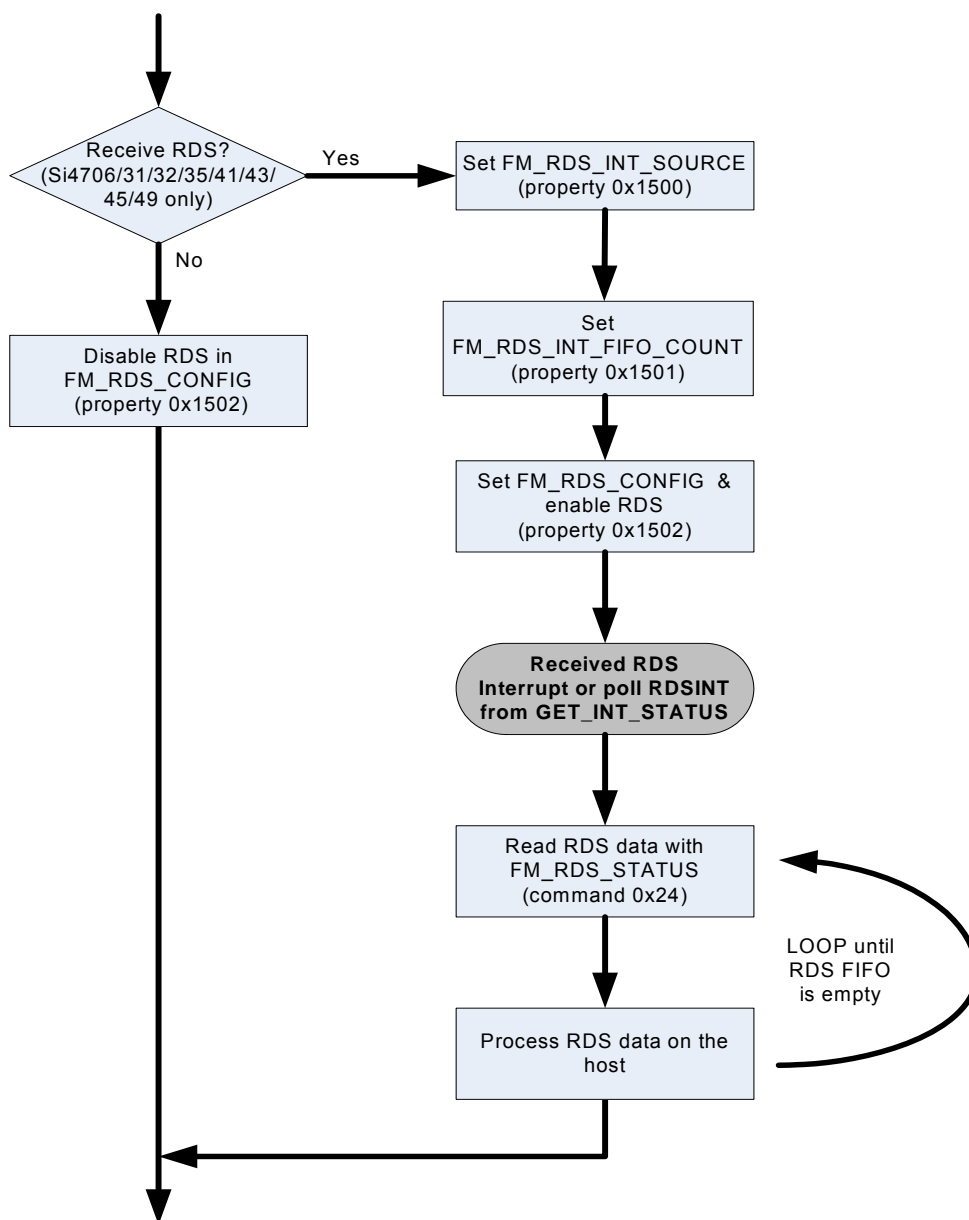 Receive RDS?
(Si4706/31/32/35/41/43/
45/49 only)
Yes
No
Set FM_RDS_INT_SOURCE
(property 0x1500)
Set
FM_RDS_INT_FIFO_COUNT
(property 0x1501)
Disable RDS in
FM_RDS_CONFIG
(property 0x1502)
Set FM_RDS_CONFIG &
enable RDS
(property 0x1502)
Received RDS
Interrupt or poll RDSINT
from GET_INT_STATUS
Read RDS data with
FM_RDS_STATUS
(command 0x24)
LOOP until
RDS FIFO
is empty
Process RDS data on the
host